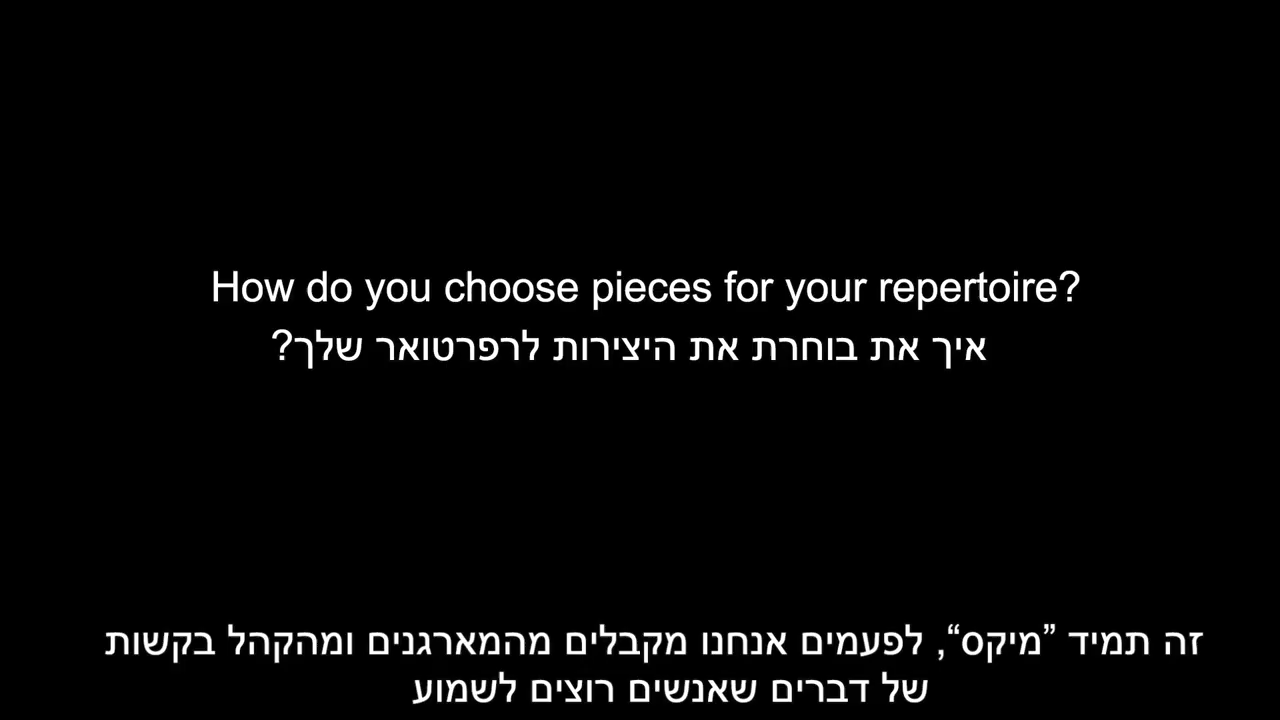 How do you choose pieces for your repertoire?
איך את בוחרת את היצירות לרפרטואר שלך?
זה תמיד ”מיקס“, לפעמים אנחנו מקבלים מהמארגנים ומהקהל בקשות
של דברים שאנשים רוצים לשמוע